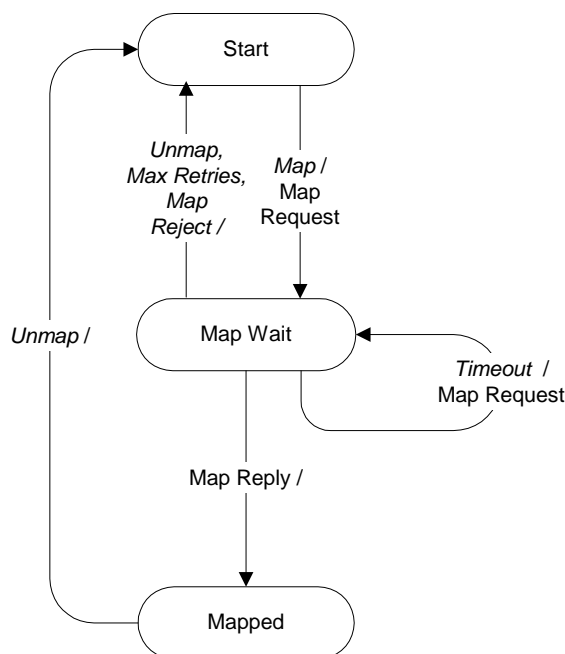 Start
Unmap,
Max Retries,
Map
Reject /
Map /
Map
Request
Unmap /
Map Wait
Timeout /
Map Request
Map Reply /
Mapped